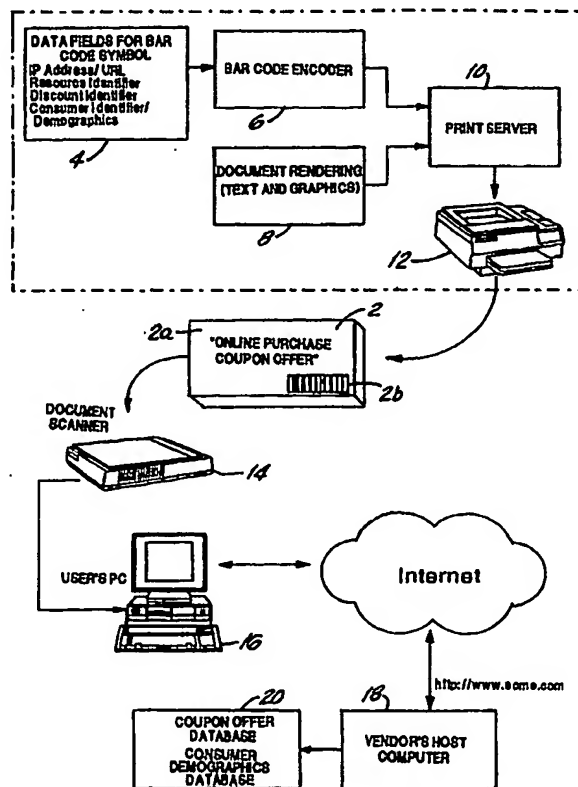 DATA FIELDS FOR BAR
CODE SYMBOL
IP Address/ URL
Resource Identifier
Discount Identifier
Consumer Identifier/
Demographics
4
BAR CODE ENCODER
6
DOCUMENT RENDERING
(TEXT AND GRAPHICS)
8
10
PRINT SERVER
12
2a
2
"ONLINE PURCHASE
COUPON OFFER"
2b
DOCUMENT
SCANNER
14
USER'S PC
16
Internet
http://www.acme.com
20
COUPON OFFER
DATABASE
CONSUMER
DEMOGRAPHICS
DATABASE
18
VENDOR'S HOST
COMPUTER